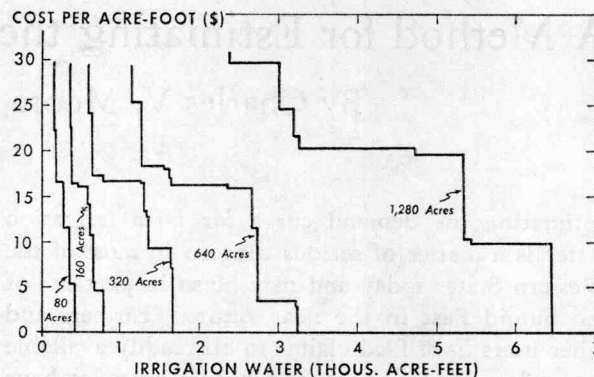 COST PER ACRE-FOOT ($)
30
25
20
15
10
5
0
80 Acres
160 Acres
320 Acres
640 Acres
1,280 Acres
0 1 2 3 4 5 6 7
IRRIGATION WATER (THOUS. ACRE-FEET)